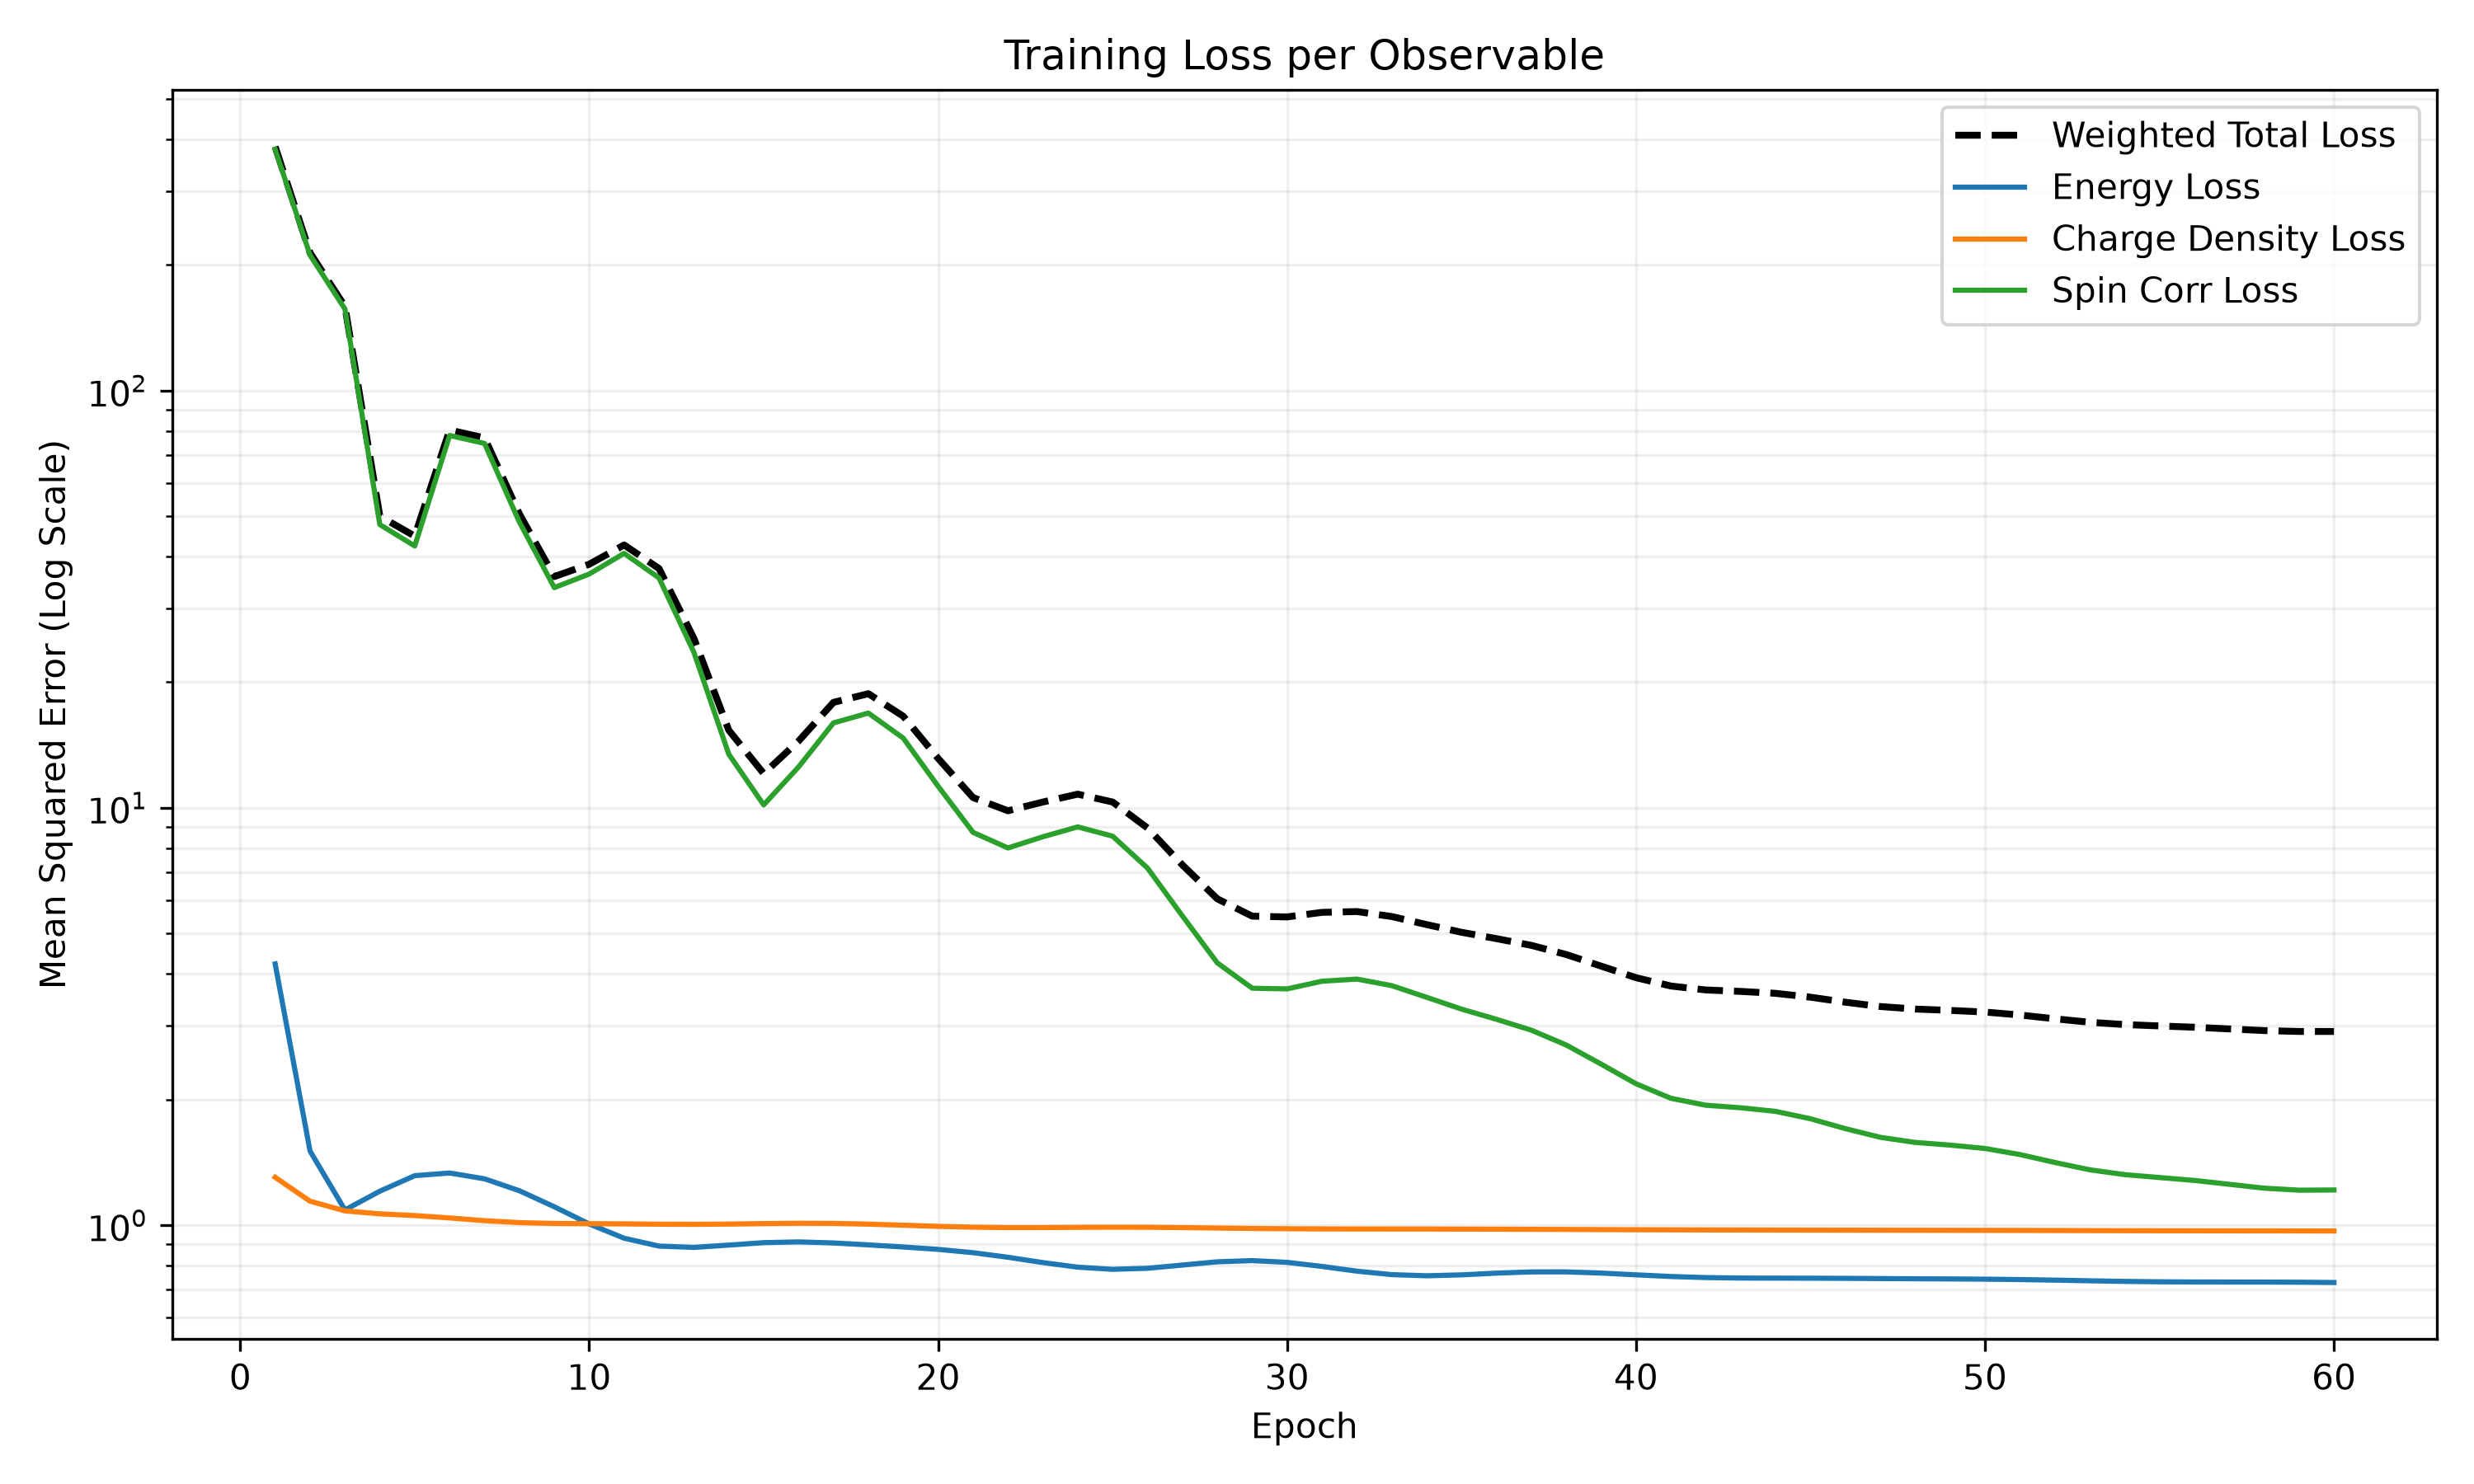 Training Loss per Observable
Weighted Total Loss
Energy Loss
Charge Density Loss
Spin Corr Loss
Mean Squared Error (Log Scale)
10²
10¹
10⁰
0 10 20 30 40 50 60
Epoch